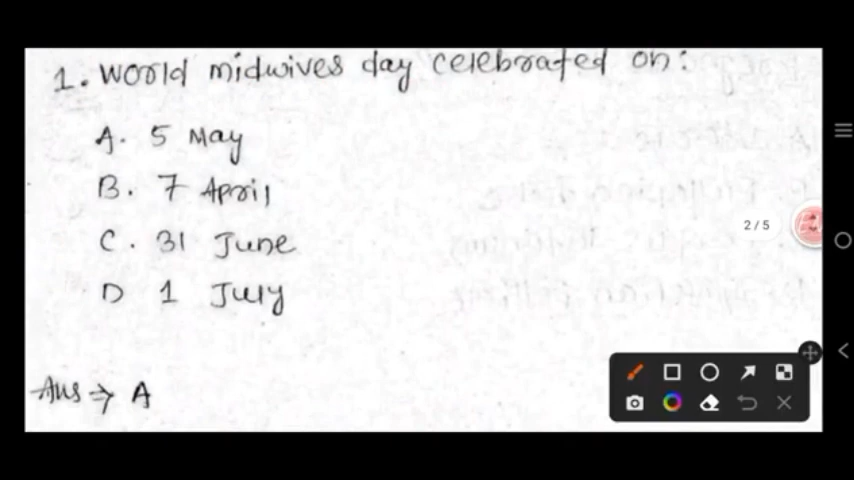 1. World midwives day celebrated on:
A. 5 May
B. 7 April
C. 31 June
D 1 July
2/5
Ans ⇒ A